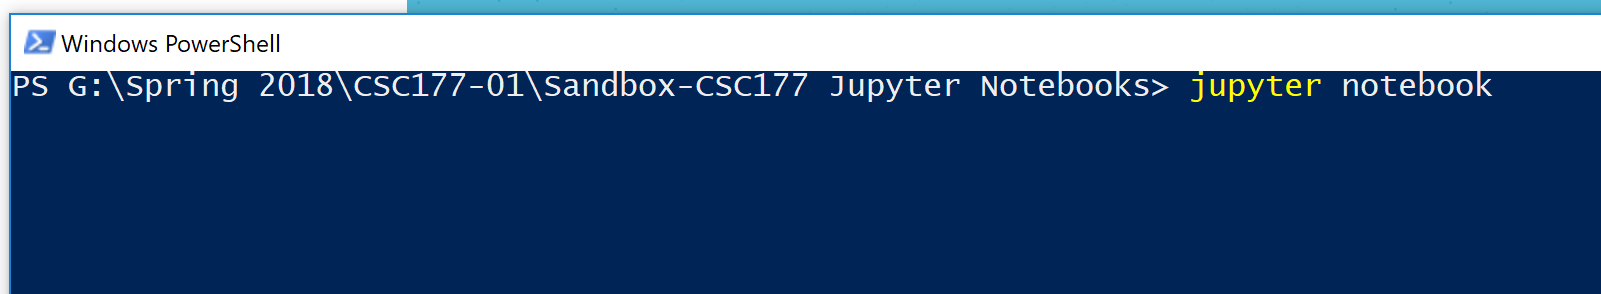 Windows PowerShell
PS G:\Spring 2018\CSC177-01\Sandbox-CSC177 Jupyter Notebooks> jupyter notebook